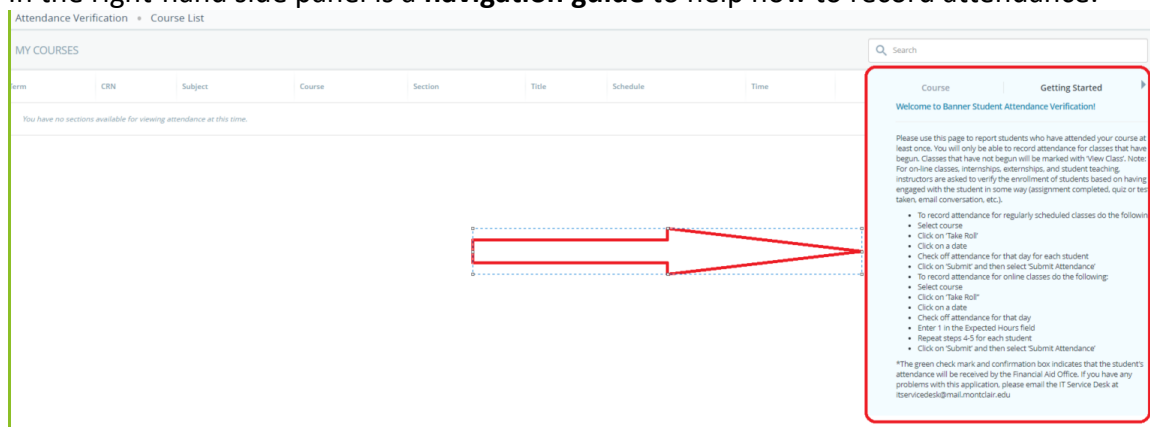 In the right-hand side panel is a navigation guide to help how to record attendance.
Attendance Verification • Course List
MY COURSES
Search
Term CRN Subject Course Section Title Schedule Time
You have no sections available for viewing attendance at this time.
Course Getting Started
Welcome to Banner Student Attendance Verification!
Please use this page to report students who have attended your course at
least once. You will only be able to record attendance for classes that have
begun. Classes that have not begun will be marked with 'View Class'. Note:
For on-line classes, internships, externships, and student teaching,
instructors are asked to verify the enrollment of students based on having
engaged with the student in some way (assignment completed, quiz or tes
taken, email conversation, etc.).
• To record attendance for regularly scheduled classes do the followin
• Select course
• Click on 'Take Roll'
• Click on a date
• Check off attendance for that day for each student
• Click on 'Submit' and then select 'Submit Attendance'
• To record attendance for online classes do the following:
• Select course
• Click on 'Take Roll"
• Click on a date
• Check off attendance for that day
• Enter 1 in the Expected Hours field
• Repeat steps 4-5 for each student
• Click on 'Submit' and then select 'Submit Attendance'
*The green check mark and confirmation box indicates that the student's
attendance will be received by the Financial Aid Office. If you have any
problems with this application, please email the IT Service Desk at
itservicedesk@mail.montclair.edu